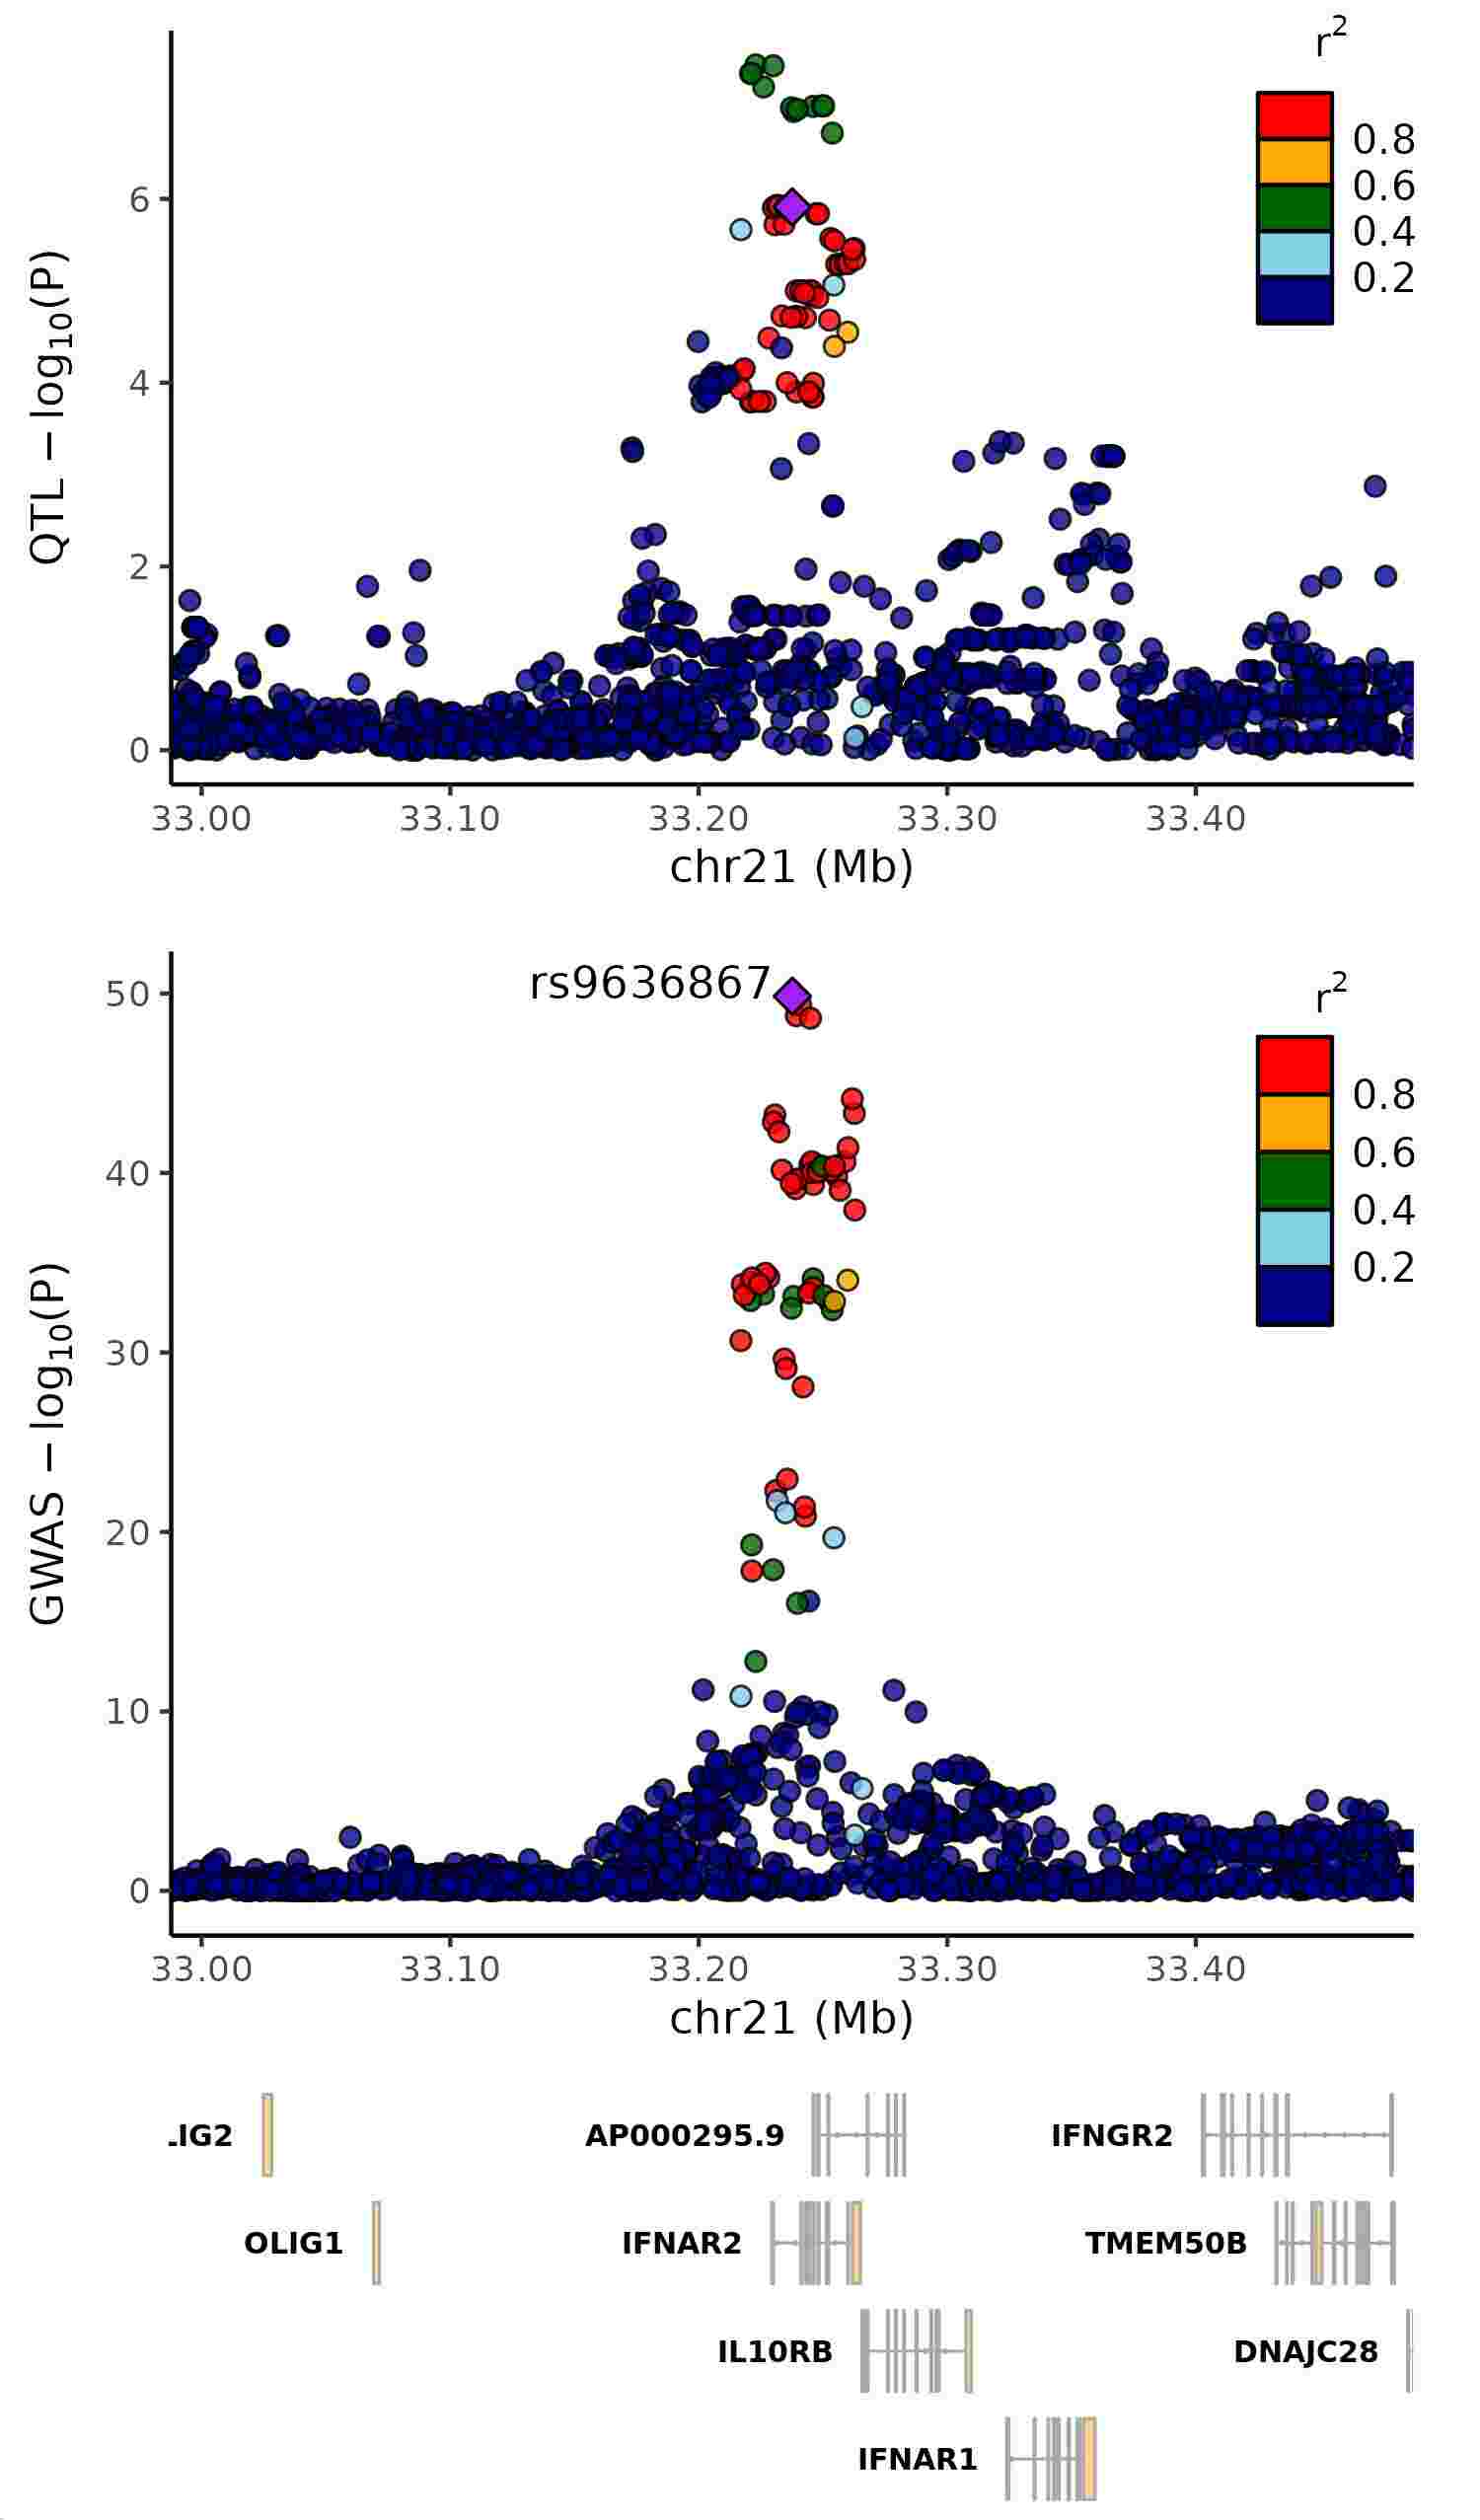 r2
0.8
0.6
0.4
0.2
6
4
2
0
QTL −log10(P)
33.00 33.10 33.20 33.30 33.40
chr21 (Mb)
rs9636867
r2
0.8
0.6
0.4
0.2
50
40
30
20
10
0
GWAS −log10(P)
33.00 33.10 33.20 33.30 33.40
chr21 (Mb)
IG2 AP000295.9 IFNGR2
OLIG1 IFNAR2 TMEM50B
IL10RB DNAJC28
IFNAR1